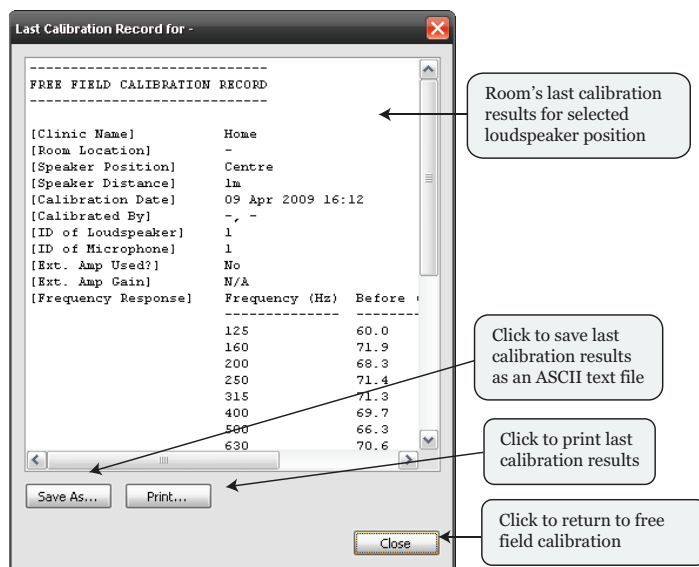 Last Calibration Record for -
------------------------------
FREE FIELD CALIBRATION RECORD
------------------------------
[Clinic Name] Home
[Room Location] -
[Speaker Position] Centre
[Speaker Distance] 1m
[Calibration Date] 09 Apr 2009 16:12
[Calibrated By] -, -
[ID of Loudspeaker] 1
[ID of Microphone] 1
[Ext. Amp Used?] No
[Ext. Amp Gain] N/A
[Frequency Response] Frequency (Hz) Before
-------------- --------
125 60.0
160 71.9
200 68.3
250 71.4
315 71.3
400 69.7
500 66.3
630 70.6
Save As...
Print...
Close
Room's last calibration
results for selected
loudspeaker position
Click to save last
calibration results
as an ASCII text file
Click to print last
calibration results
Click to return to free
field calibration